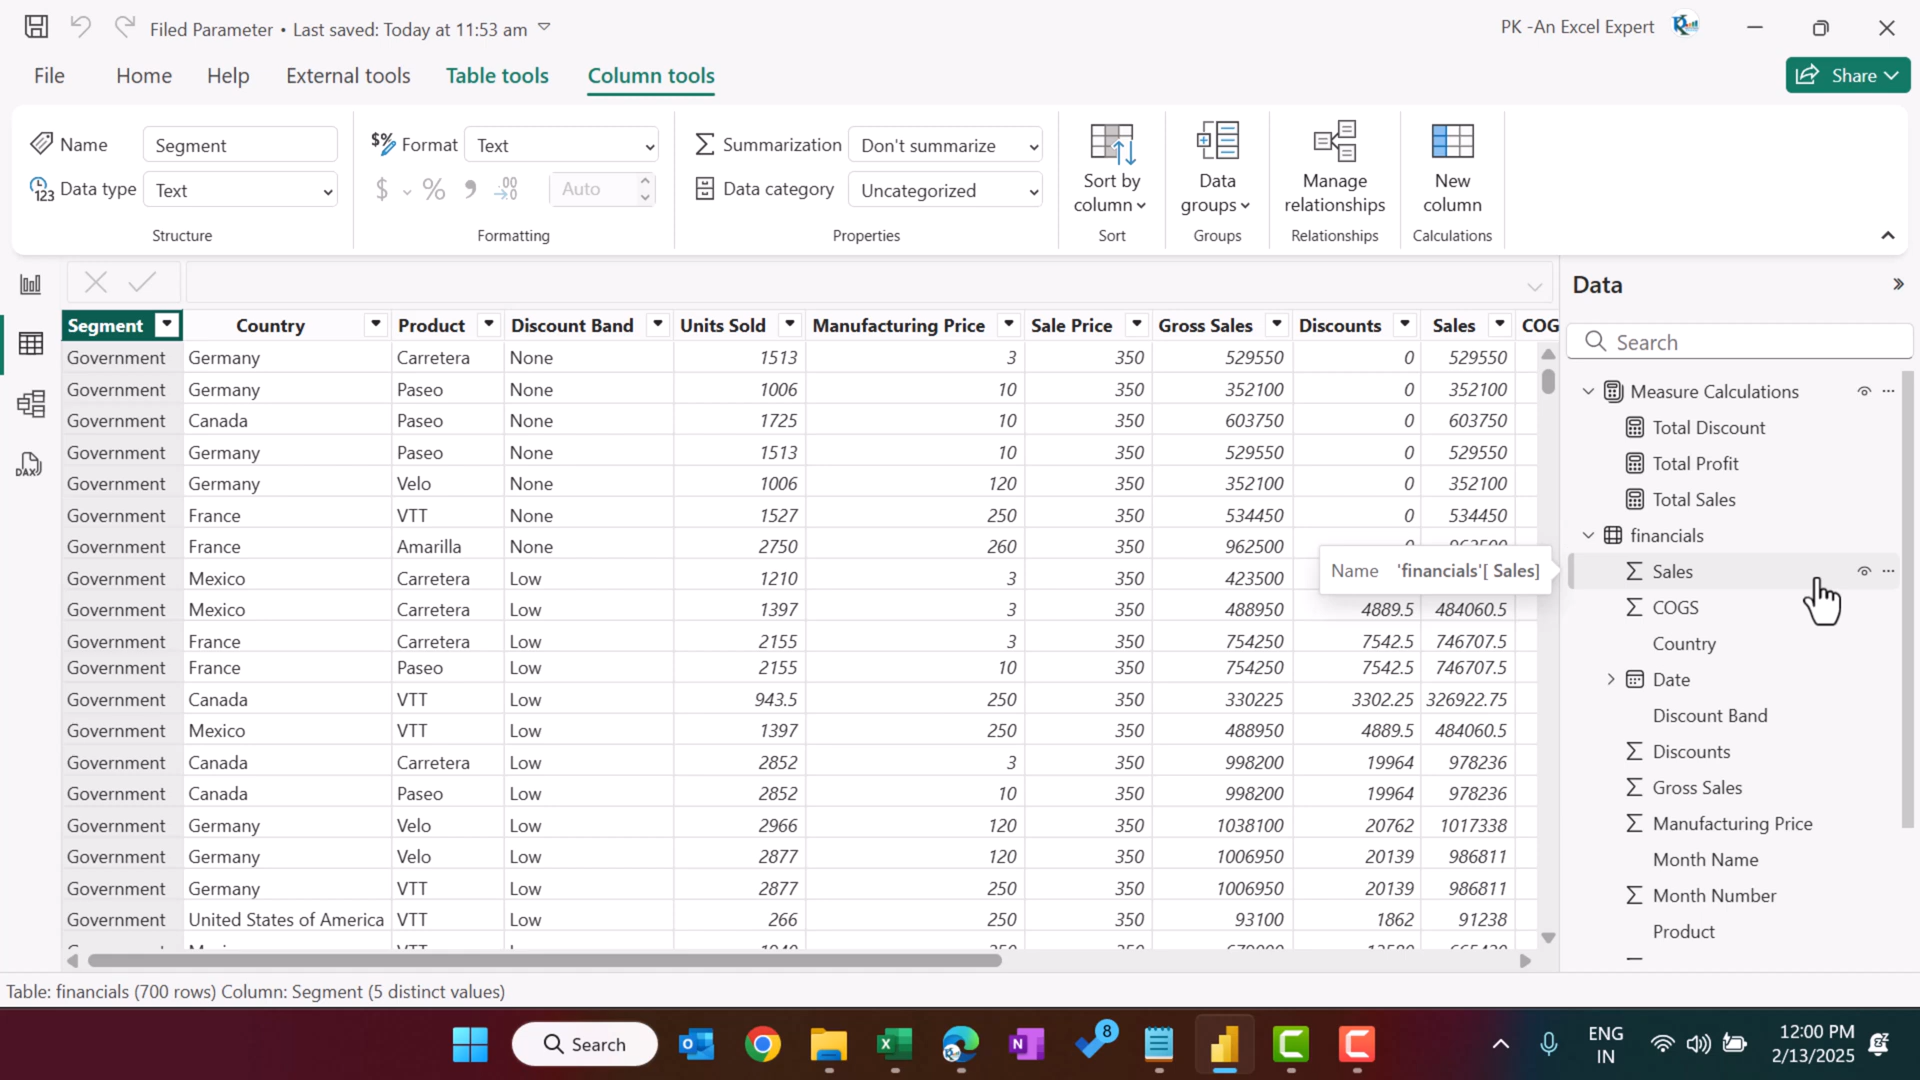 Filed Parameter • Last saved: Today at 11:53 am
PK -An Excel Expert
File Home Help External tools Table tools Column tools
Share
Name Segment
Data type Text
Structure
$% Format Text
$ % , .00 Auto
Formatting
Summarization Don't summarize
Data category Uncategorized
Properties
Sort by column
Sort
Data groups
Groups
Manage relationships
Relationships
New column
Calculations
Data
Search
Segment Country Product Discount Band Units Sold Manufacturing Price Sale Price Gross Sales Discounts Sales COG
Government Germany Carretera None 1513 3 350 529550 0 529550
Government Germany Paseo None 1006 10 350 352100 0 352100
Government Canada Paseo None 1725 10 350 603750 0 603750
Government Germany Paseo None 1513 10 350 529550 0 529550
Government Germany Velo None 1006 120 350 352100 0 352100
Government France VTT None 1527 250 350 534450 0 534450
Government France Amarilla None 2750 260 350 962500
Government Mexico Carretera Low 1210 3 350 423500
Government Mexico Carretera Low 1397 3 350 488950 4889.5 484060.5
Government France Carretera Low 2155 3 350 754250 7542.5 746707.5
Government France Paseo Low 2155 10 350 754250 7542.5 746707.5
Government Canada VTT Low 943.5 250 350 330225 3302.25 326922.75
Government Mexico VTT Low 1397 250 350 488950 4889.5 484060.5
Government Canada Carretera Low 2852 3 350 998200 19964 978236
Government Canada Paseo Low 2852 10 350 998200 19964 978236
Government Germany Velo Low 2966 120 350 1038100 20762 1017338
Government Germany Velo Low 2877 120 350 1006950 20139 986811
Government Germany VTT Low 2877 250 350 1006950 20139 986811
Government United States of America VTT Low 266 250 350 93100 1862 91238
Name 'financials'[ Sales]
Measure Calculations
Total Discount
Total Profit
Total Sales
financials
Sales
COGS
Country
Date
Discount Band
Discounts
Gross Sales
Manufacturing Price
Month Name
Month Number
Product
DAX
Table: financials (700 rows) Column: Segment (5 distinct values)
Search
8
ENG
IN
12:00 PM
2/13/2025